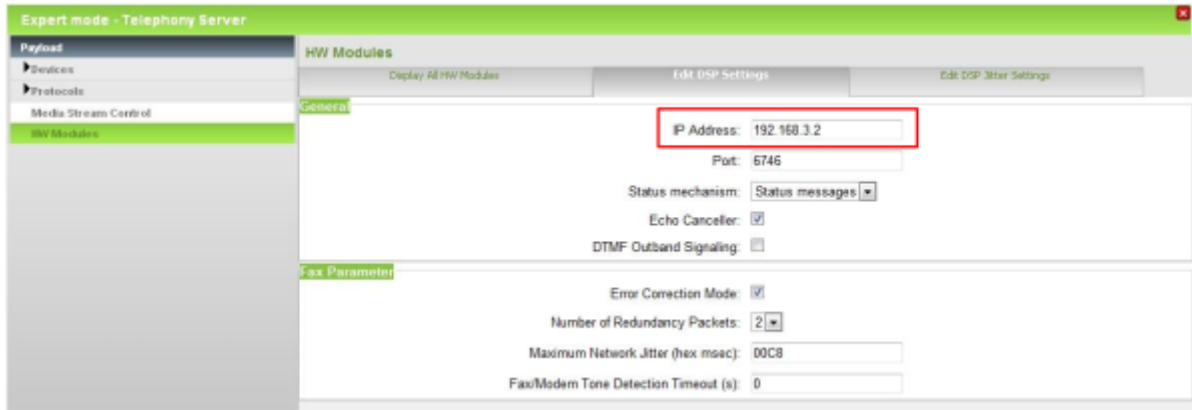 Expert mode - Telephony Server
Payload
Devices
Protocols
Media Stream Control
HW Modules
HW Modules
Display All HW Modules
Edit DSP Settings
Edit DSP Jitter Settings
General
IP Address: 192.168.3.2
Port: 6746
Status mechanism: Status messages
Echo Canceller:
DTMF Outband Signaling:
Fax Parameter
Error Correction Mode:
Number of Redundancy Packets: 2
Maximum Network Jitter (hex msec): 00C8
Fax/Modem Tone Detection Timeout (s): 0